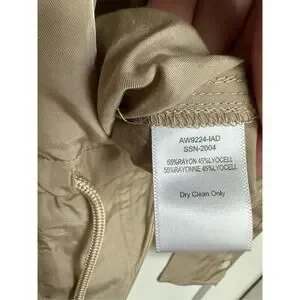 AW9224-IAD
SSN-2004
55%RAYON 45%LYOCELL
55%RAYONNE 45%LYOCELL
Dry Clean Only